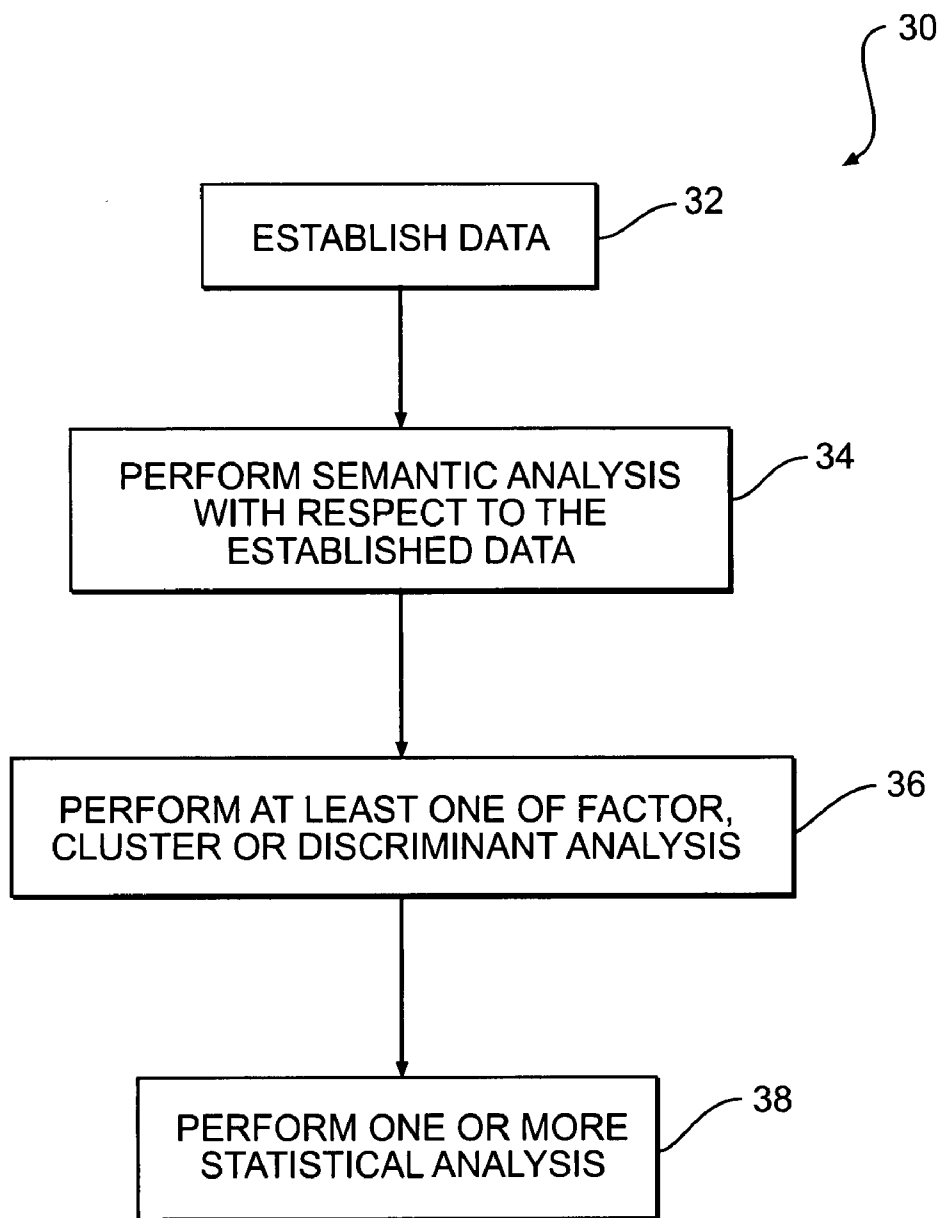 30
ESTABLISH DATA
32
PERFORM SEMANTIC ANALYSIS
WITH RESPECT TO THE
ESTABLISHED DATA
34
PERFORM AT LEAST ONE OF FACTOR,
CLUSTER OR DISCRIMINANT ANALYSIS
36
PERFORM ONE OR MORE
STATISTICAL ANALYSIS
38